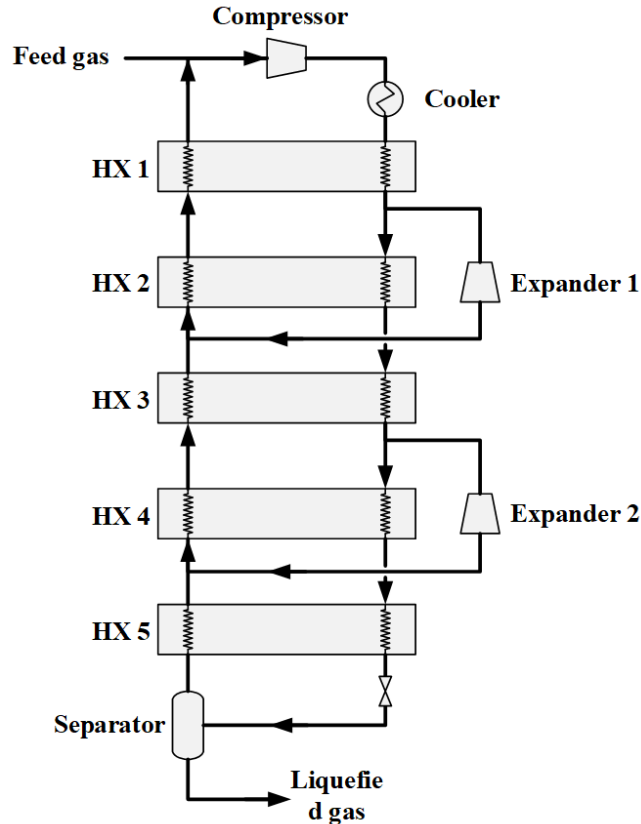 Compressor
Feed gas
Cooler
HX 1
HX 2
Expander 1
HX 3
HX 4
Expander 2
HX 5
Separator
Liquefie
d gas